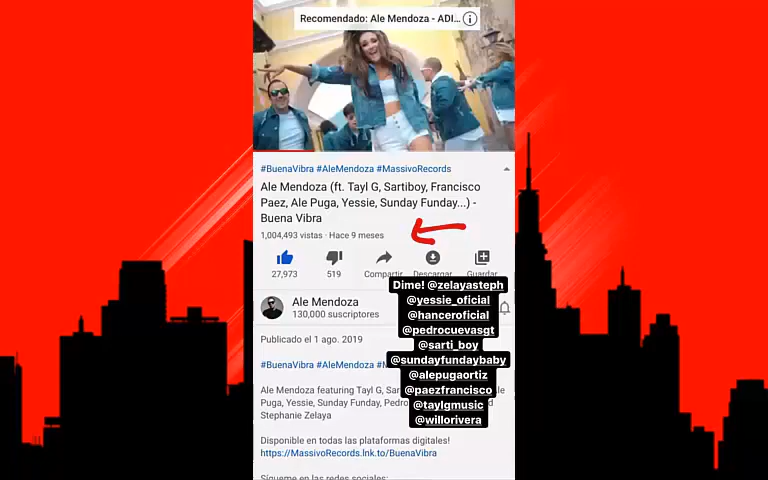 Recomendado: Ale Mendoza - ADI...
#BuenaVibra #AleMendoza #MassivoRecords
Ale Mendoza (ft. Tayl G, Sartiboy, Francisco
Paez, Ale Puga, Yessie, Sunday Funday...) -
Buena Vibra
1,004,493 vistas · Hace 9 meses
27,973
519
Compartir
Descargar
Guardar
Dime! @zelayasteph
@yessie_oficial
@hanceroficial
@pedrocuevasgt
@sarti_boy
@sundayfundaybaby
@alepugaortiz
@paezfrancisco
@taylgmusic
@willorivera
Ale Mendoza
130,000 suscriptores
Publicado el 1 ago. 2019
#BuenaVibra #AleMendoza
Ale Mendoza featuring Tayl G,
Puga, Yessie, Sunday Funday,
Stephanie Zelaya
Disponible en todas las plataformas digitales!
https://MassivoRecords.lnk.to/BuenaVibra
Sígueme en las redes sociales: